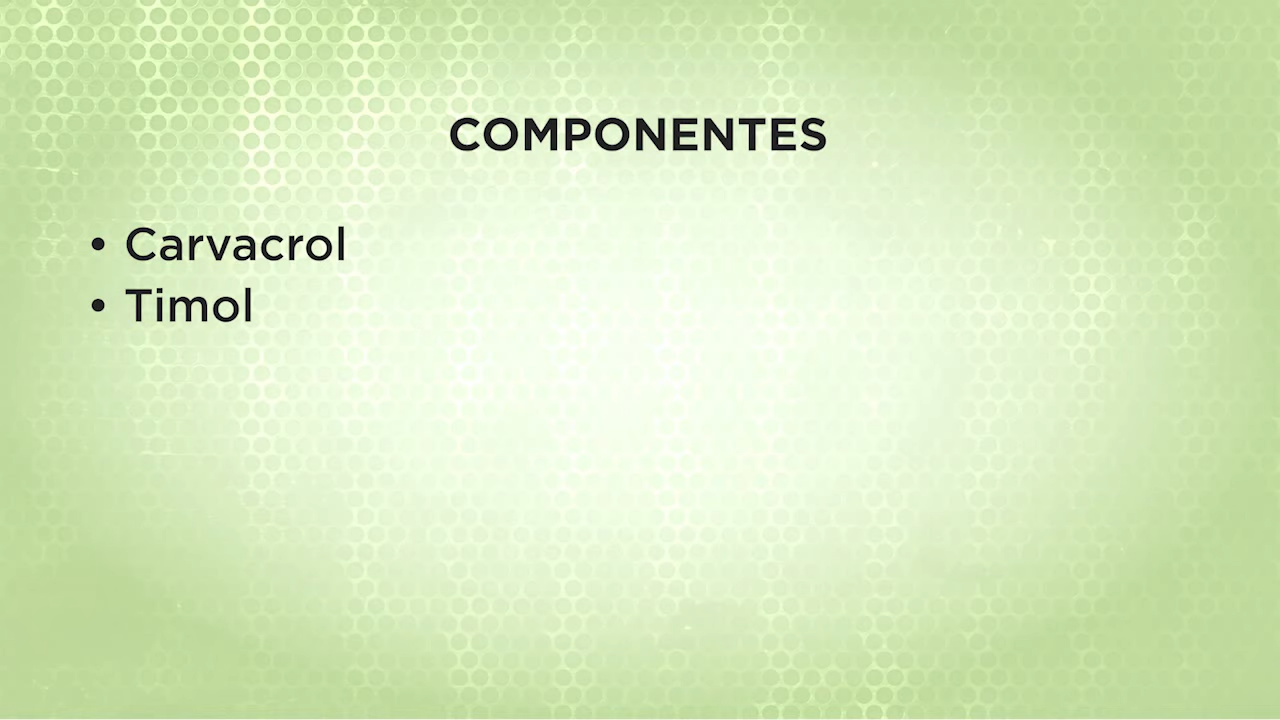 COMPONENTES
• Carvacrol
• Timol